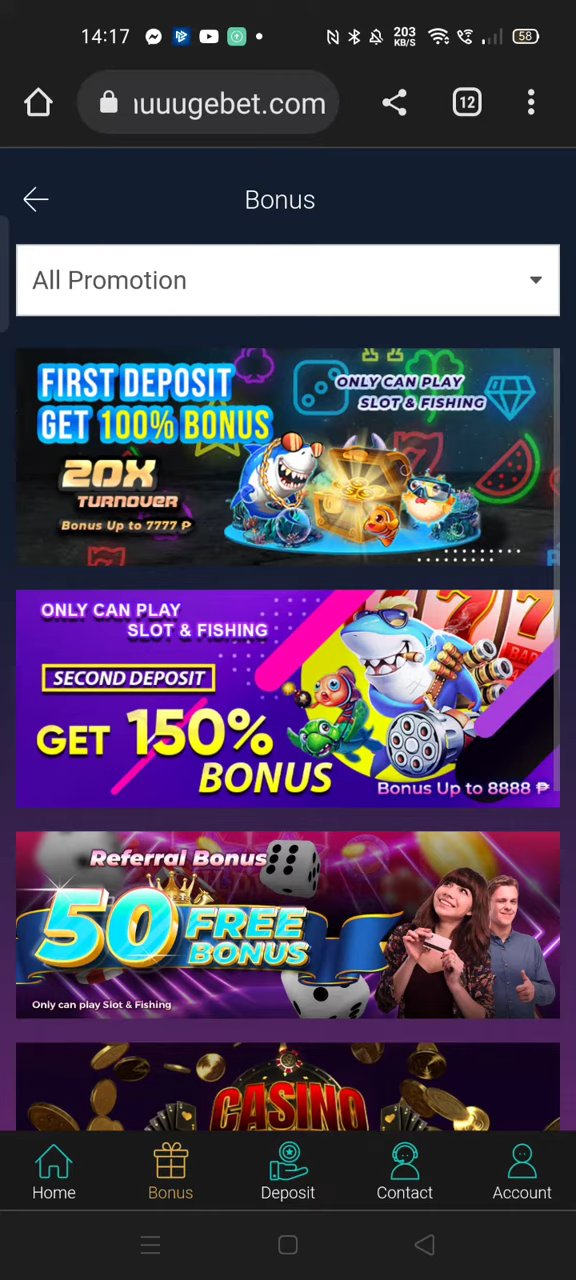 14:17
203
KB/S
58
uuugebet.com
12
Bonus
All Promotion
FIRST DEPOSIT
GET 100% BONUS
20X
TURNOVER
Bonus Up to 7777 ₱
ONLY CAN PLAY
SLOT & FISHING
ONLY CAN PLAY
SLOT & FISHING
SECOND DEPOSIT
GET 150%
BONUS
Bonus Up to 8888 ₱
Referral Bonus
50 FREE
BONUS
Only can play Slot & Fishing
CASINO
Home
Bonus
Deposit
Contact
Account